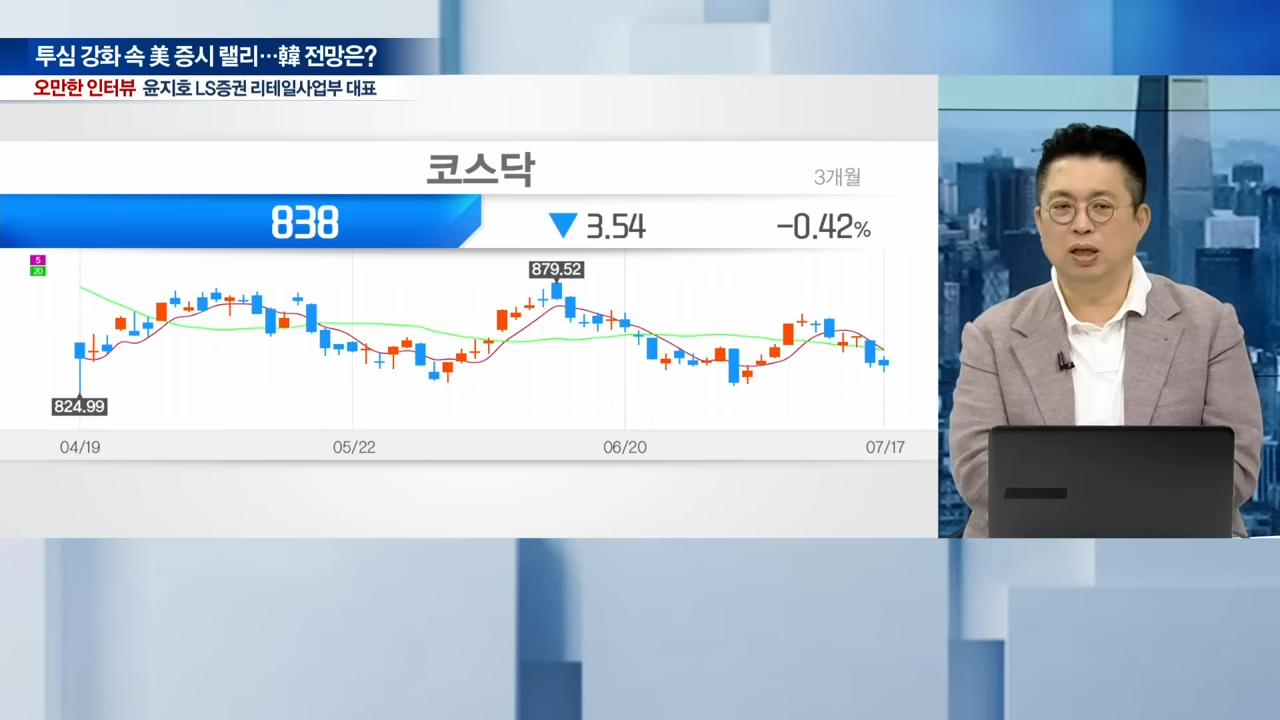 투심 강화 속 美 증시 랠리…韓 전망은?
오만한 인터뷰 윤지호 LS증권 리테일사업부 대표
코스닥
3개월
838 ▼ 3.54 -0.42%
5
20
879.52
824.99
04/19 05/22 06/20 07/17